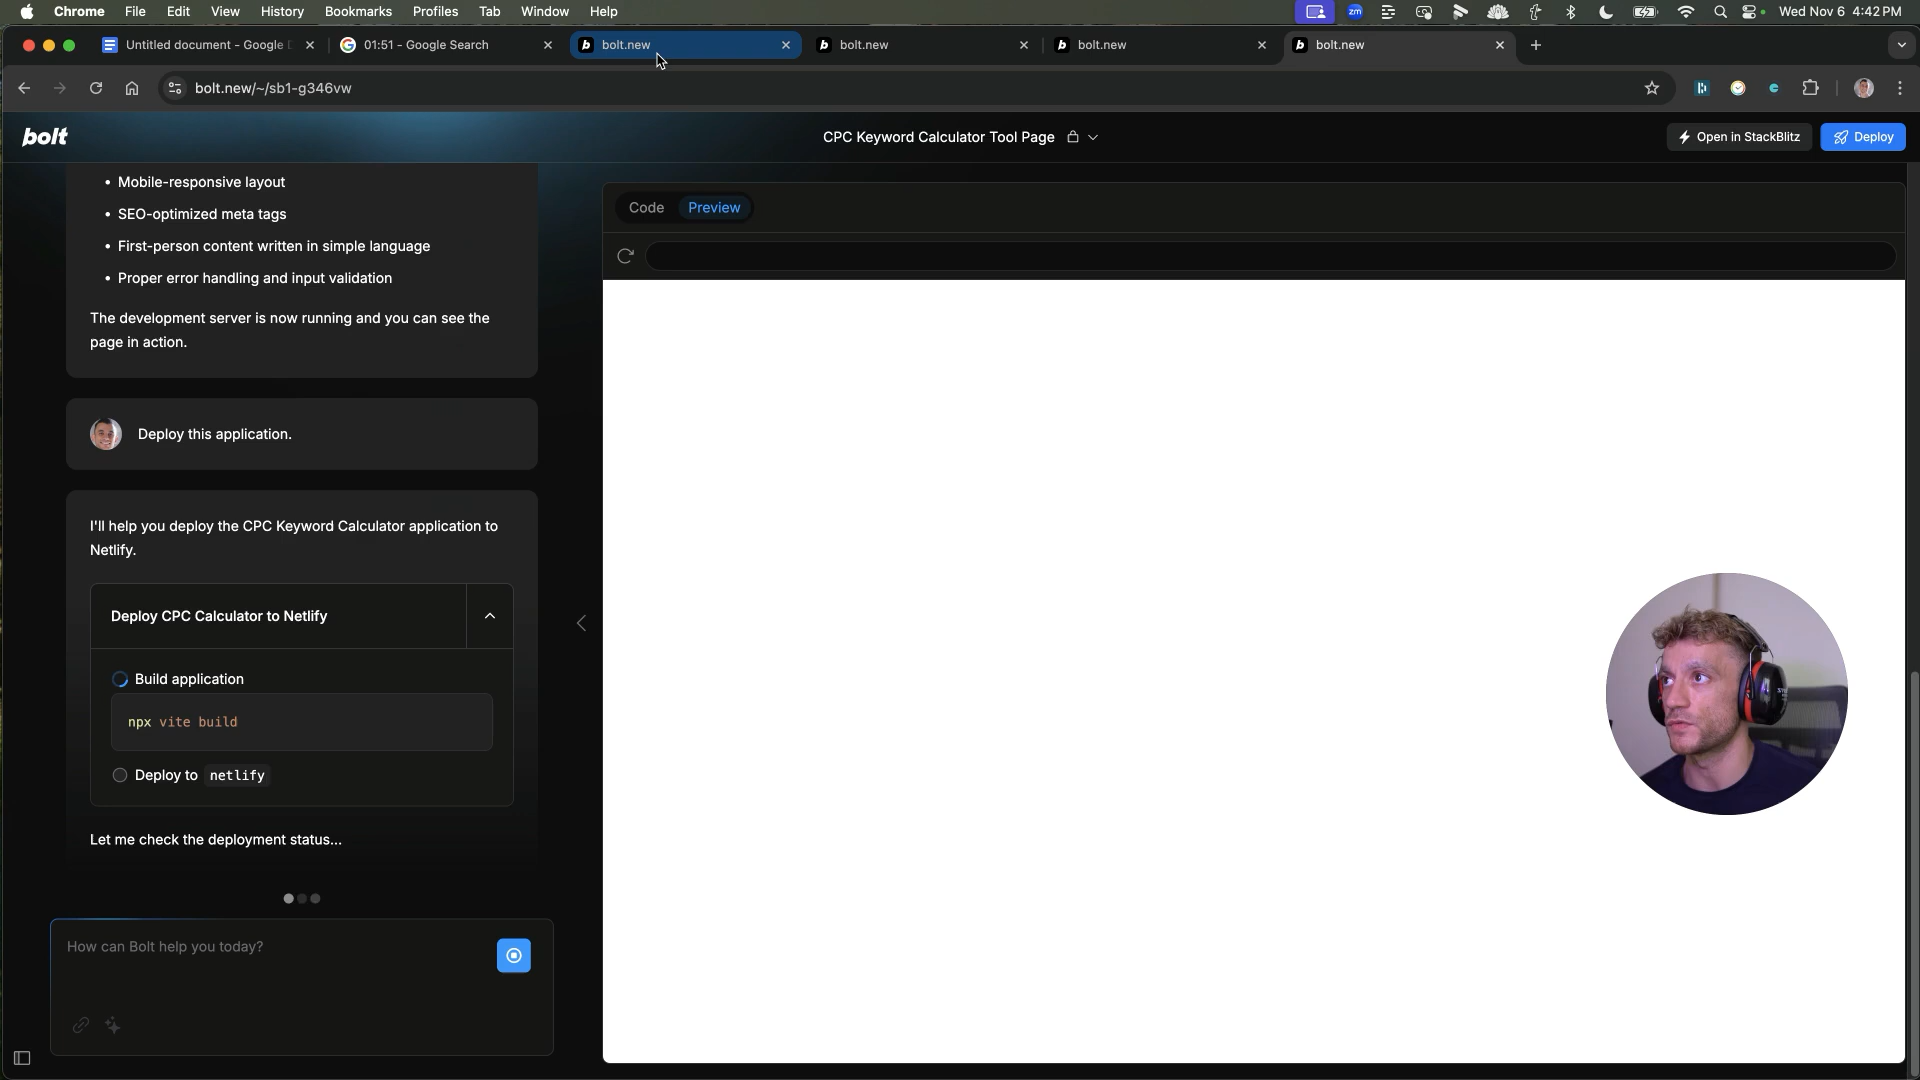 Chrome File Edit View History Bookmarks Profiles Tab Window Help
zm
Wed Nov 6 4:42 PM
Untitled document - Google D
01:51 - Google Search
bolt.new
bolt.new
bolt.new
bolt.new
bolt.new/~/sb1-g346vw
bolt
CPC Keyword Calculator Tool Page
Open in StackBlitz
Deploy
• Mobile-responsive layout
• SEO-optimized meta tags
• First-person content written in simple language
• Proper error handling and input validation
The development server is now running and you can see the
page in action.
Deploy this application.
I'll help you deploy the CPC Keyword Calculator application to
Netlify.
Deploy CPC Calculator to Netlify
Build application
npx vite build
Deploy to netlify
Let me check the deployment status...
How can Bolt help you today?
Code
Preview